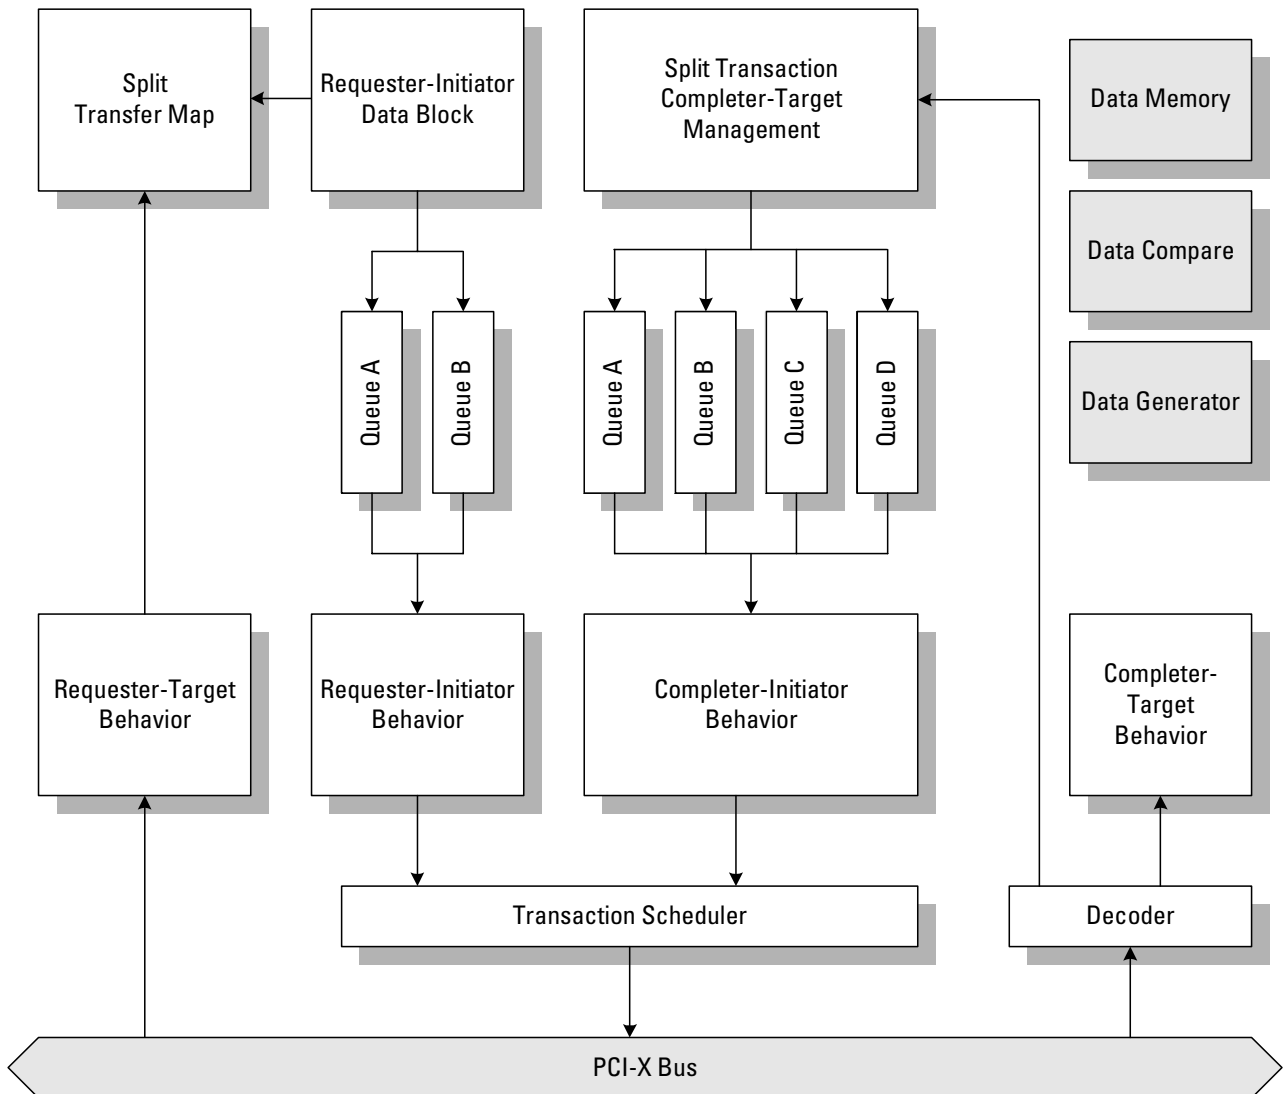 Split
Transfer Map
Requester-Initiator
Data Block
Split Transaction
Completer-Target
Management
Data Memory
Data Compare
Data Generator
Queue A
Queue B
Queue A
Queue B
Queue C
Queue D
Requester-Target
Behavior
Requester-Initiator
Behavior
Completer-Initiator
Behavior
Completer-
Target
Behavior
Transaction Scheduler
Decoder
PCI-X Bus